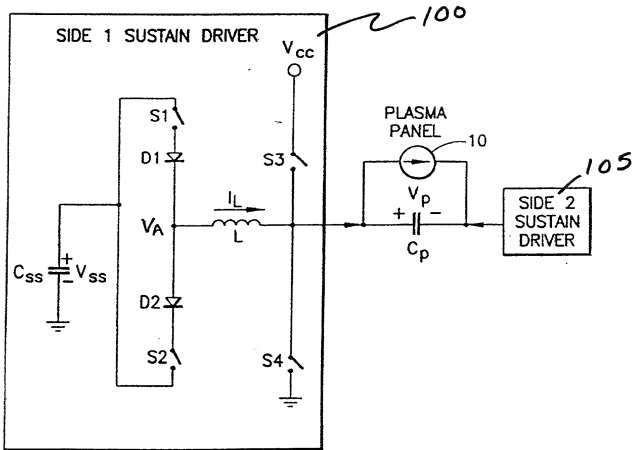 SIDE 1 SUSTAIN DRIVER
100
VCC
S1
D1
S3
PLASMA
PANEL
10
105
IL
VA
L
Vp
+ -
Cp
SIDE 2
SUSTAIN
DRIVER
CSS
+
-
VSS
D2
S2
S4